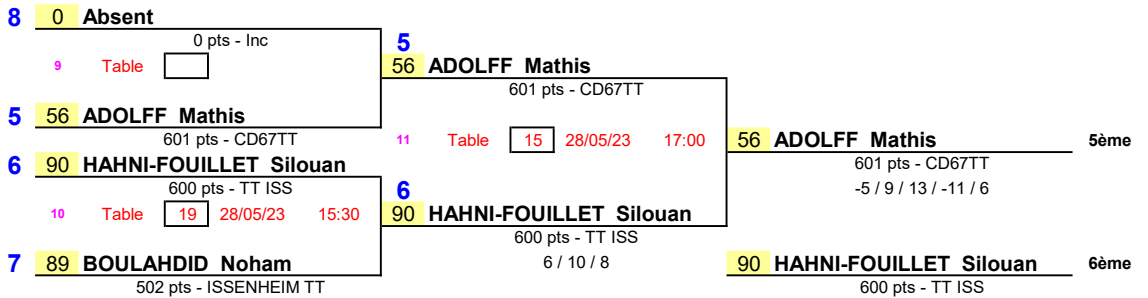 8 0 Absent
0 pts - Inc
9 Table
5
56 ADOLFF Mathis
601 pts - CD67TT
5 56 ADOLFF Mathis
601 pts - CD67TT
11 Table 15 28/05/23 17:00
56 ADOLFF Mathis 5ème
601 pts - CD67TT
-5 / 9 / 13 / -11 / 6
6 90 HAHNI-FOUILLET Silouan
600 pts - TT ISS
10 Table 19 28/05/23 15:30
6
90 HAHNI-FOUILLET Silouan
600 pts - TT ISS
6 / 10 / 8
7 89 BOULAHDID Noham
502 pts - ISSENHEIM TT
90 HAHNI-FOUILLET Silouan 6ème
600 pts - TT ISS